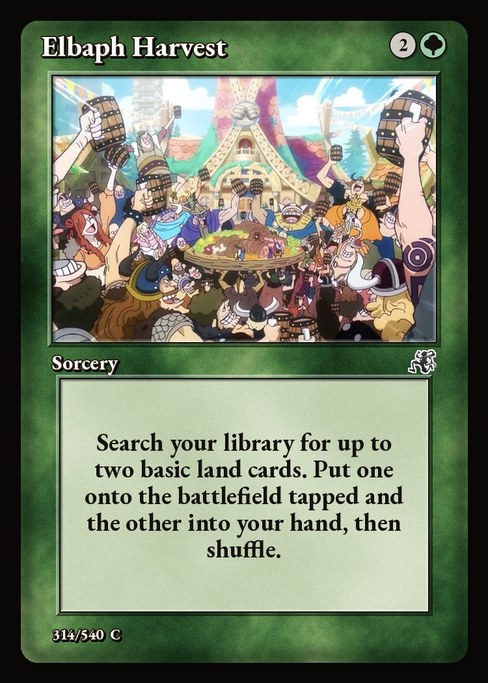 Elbaph Harvest 2
Sorcery
Search your library for up to
two basic land cards. Put one
onto the battlefield tapped and
the other into your hand, then
shuffle.
314/540 C